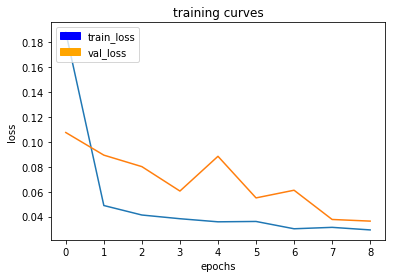 training curves
train_loss
val_loss
0.18
0.16
0.14
0.12
0.10
0.08
0.06
0.04
loss
0 1 2 3 4 5 6 7 8
epochs